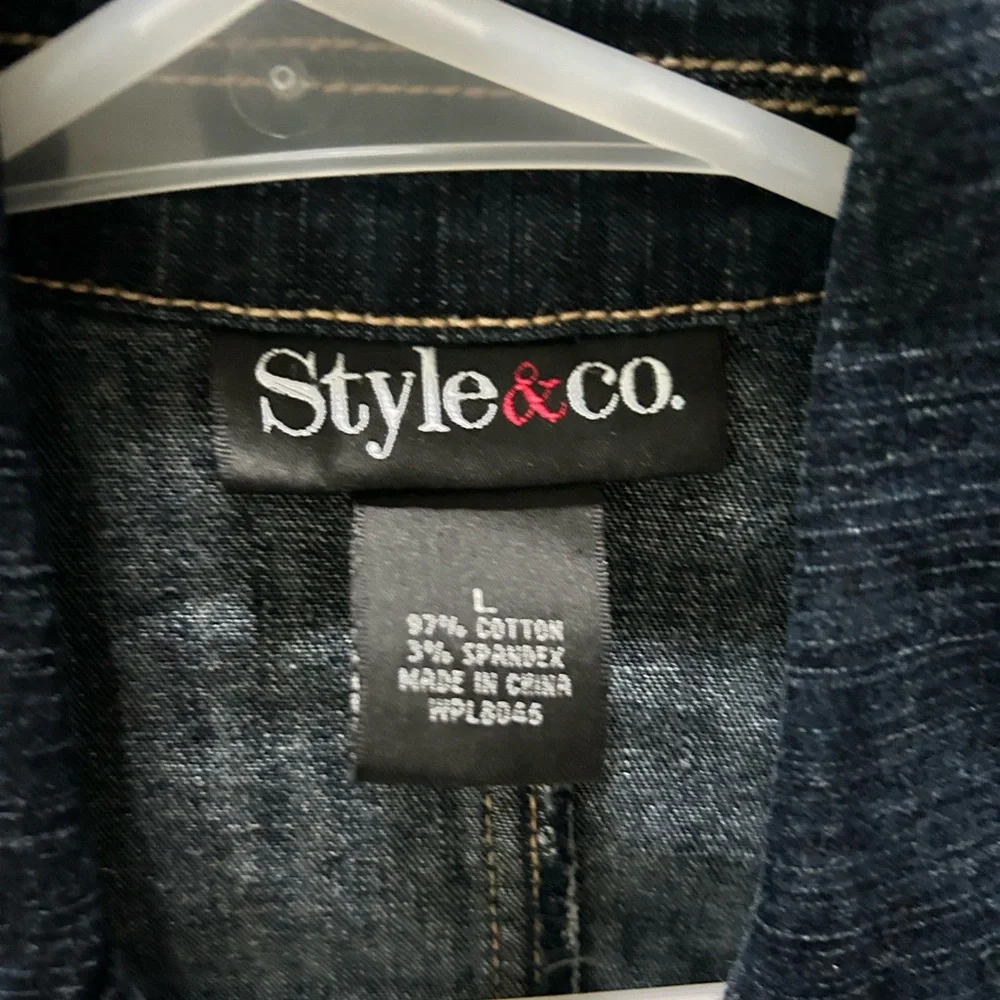 Style&co.
L
97% COTTON
3% SPANDEX
MADE IN CHINA
WPL8046